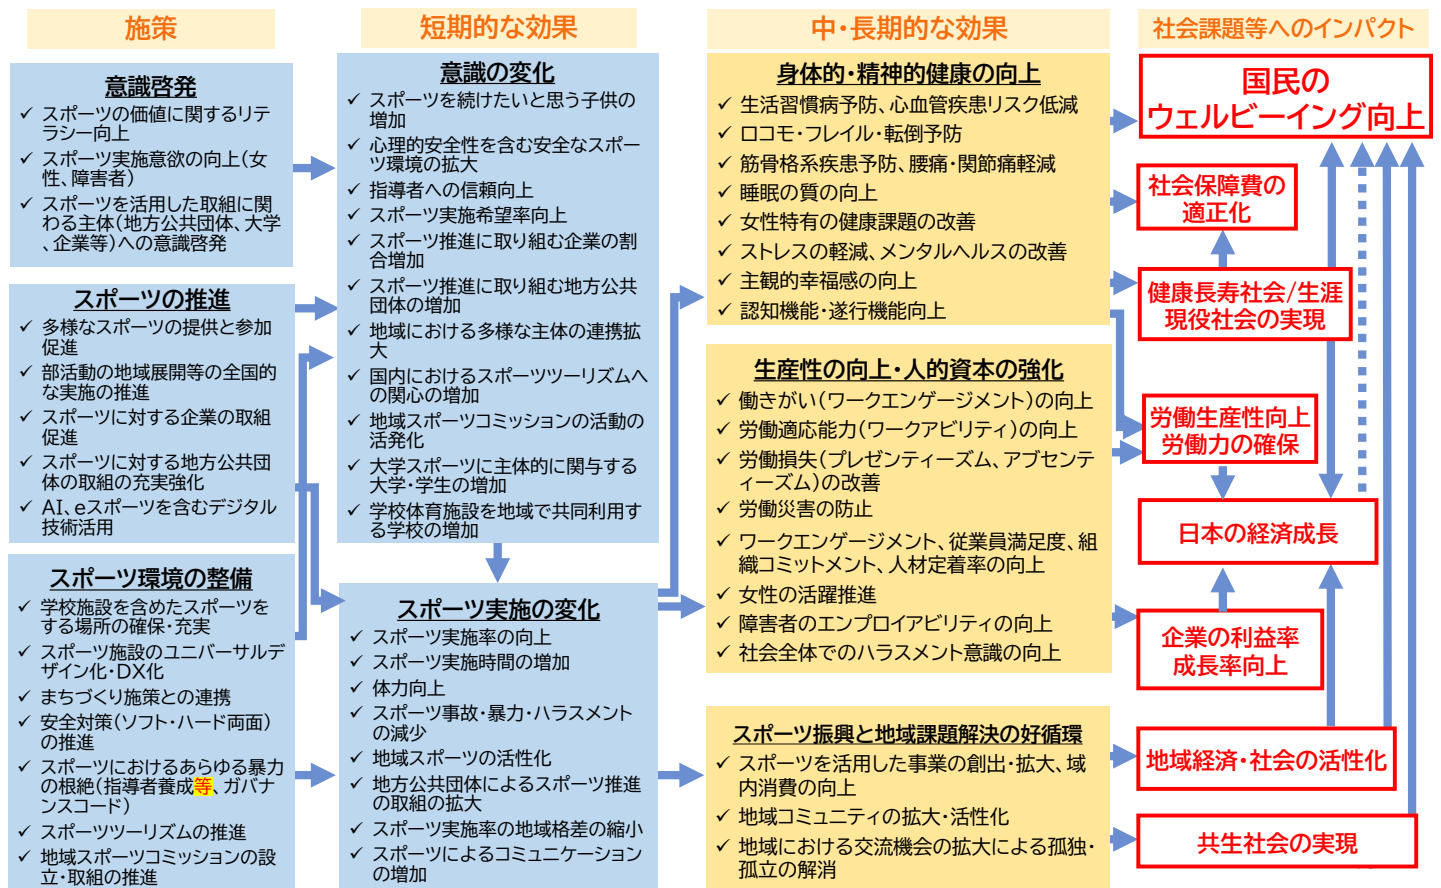 施策
意識啓発
✓ スポーツの価値に関するリテ
ラシー向上
✓ スポーツ実施意欲の向上（女
性、障害者）
✓ スポーツを活用した取組に関
わる主体（地方公共団体、大学
、企業等）への意識啓発
スポーツの推進
✓ 多様なスポーツの提供と参加
促進
✓ 部活動の地域展開等の全国的
な実施の推進
✓ スポーツに対する企業の取組
促進
✓ スポーツに対する地方公共団
体の取組の充実強化
✓ AI、eスポーツを含むデジタル
技術活用
スポーツ環境の整備
✓ 学校施設を含めたスポーツを
する場所の確保・充実
✓ スポーツ施設のユニバーサルデ
ザイン化・DX化
✓ まちづくり施策との連携
✓ 安全対策（ソフト・ハード両面）
の推進
✓ スポーツにおけるあらゆる暴力
の根絶（指導者養成等、ガバナ
ンスコード）
✓ スポーツツーリズムの推進
✓ 地域スポーツコミッションの設
立・取組の推進
短期的な効果
意識の変化
✓ スポーツを続けたいと思う子供の
増加
✓ 心理的安全性を含む安全なスポー
ツ環境の拡大
✓ 指導者への信頼向上
✓ スポーツ実施希望率向上
✓ スポーツ推進に取り組む企業の割
合増加
✓ スポーツ推進に取り組む地方公共
団体の増加
✓ 地域における多様な主体の連携拡
大
✓ 国内におけるスポーツツーリズムへ
の関心の増加
✓ 地域スポーツコミッションの活動の
活発化
✓ 大学スポーツに主体的に関与する
大学・学生の増加
✓ 学校体育施設を地域で共同利用す
る学校の増加
スポーツ実施の変化
✓ スポーツ実施率の向上
✓ スポーツ実施時間の増加
✓ 体力向上
✓ スポーツ事故・暴力・ハラスメント
の減少
✓ 地域スポーツの活性化
✓ 地方公共団体によるスポーツ推進
の取組の拡大
✓ スポーツ実施率の地域格差の縮小
✓ スポーツによるコミュニケーション
の増加
中・長期的な効果
身体的・精神的健康の向上
✓ 生活習慣病予防、心血管疾患リスク低減
✓ ロコモ・フレイル・転倒予防
✓ 筋骨格系疾患予防、腰痛・関節痛軽減
✓ 睡眠の質の向上
✓ 女性特有の健康課題の改善
✓ ストレスの軽減、メンタルヘルスの改善
✓ 主観的幸福感の向上
✓ 認知機能・遂行機能向上
生産性の向上・人的資本の強化
✓ 働きがい（ワークエンゲージメント）の向上
✓ 労働適応能力（ワークアビリティ）の向上
✓ 労働損失（プレゼンティーズム、アブセンテ
ィーズム）の改善
✓ 労働災害の防止
✓ ワークエンゲージメント、従業員満足度、組
織コミットメント、人材定着率の向上
✓ 女性の活躍推進
✓ 障害者のエンプロイアビリティの向上
✓ 社会全体でのハラスメント意識の向上
スポーツ振興と地域課題解決の好循環
✓ スポーツを活用した事業の創出・拡大、域
内消費の向上
✓ 地域コミュニティの拡大・活性化
✓ 地域における交流機会の拡大による孤独・
孤立の解消
社会課題等へのインパクト
国民の
ウェルビーイング向上
社会保障費の
適正化
健康長寿社会/生涯
現役社会の実現
労働生産性向上
労働力の確保
日本の経済成長
企業の利益率
成長率向上
地域経済・社会の活性化
共生社会の実現